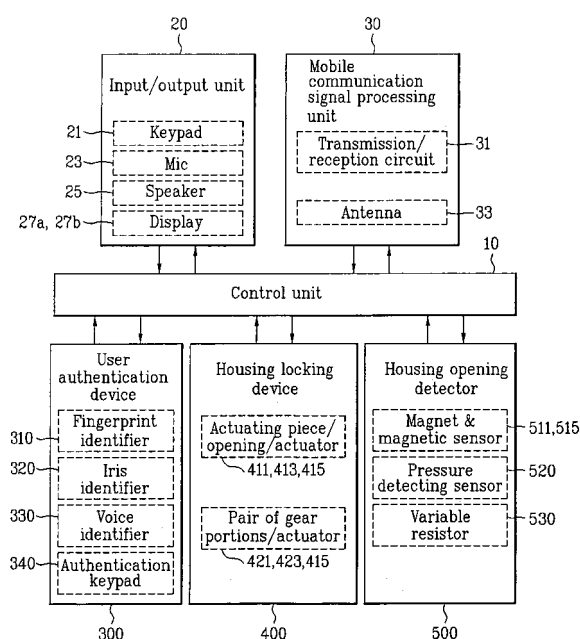 20
30
Input/output unit
21
Keypad
23
Mic
25
Speaker
27a, 27b
Display
Mobile
communication
signal processing
unit
Transmission/
reception circuit
31
Antenna
33
10
Control unit
User
authentication
device
310
Fingerprint
identifier
320
Iris
identifier
330
Voice
identifier
340
Authentication
keypad
300
Housing locking
device
Actuating piece/
opening/actuator
411,413,415
Pair of gear
portions/actuator
421,423,415
400
Housing opening
detector
Magnet &
magnetic sensor
511,515
Pressure
detecting sensor
520
Variable
resistor
530
500